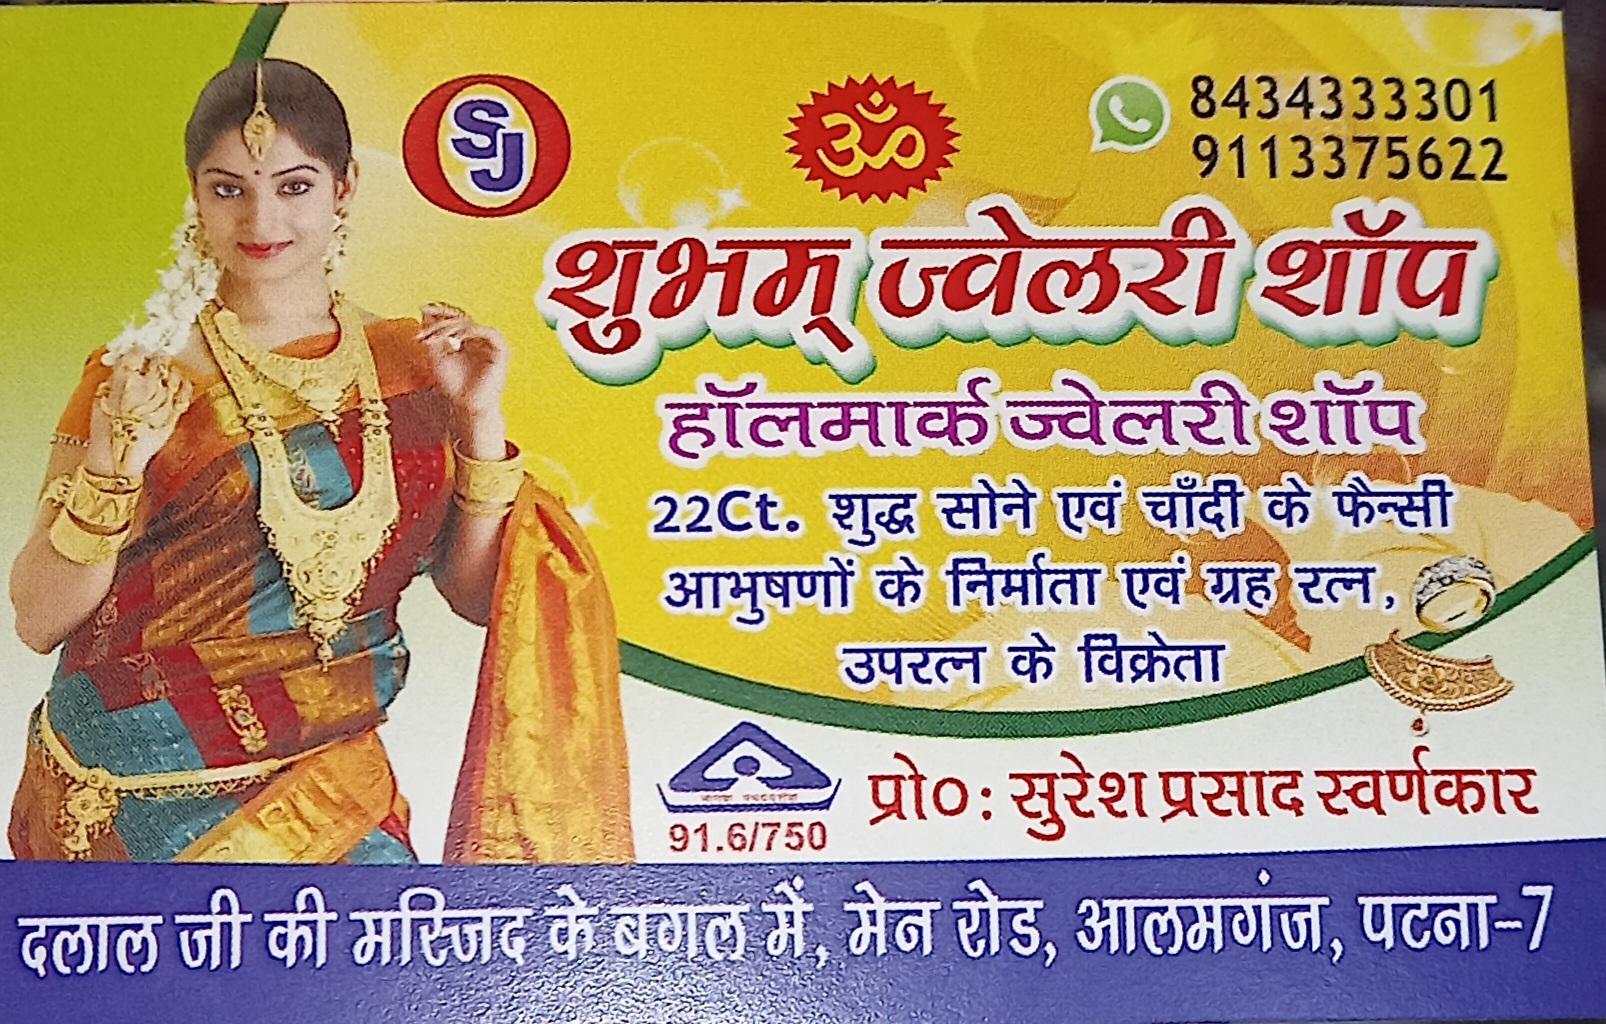 SJ
ॐ
8434333301
9113375622
शुभम् ज्वेलरी शॉप
हॉलमार्क ज्वेलरी शॉप
22Ct. शुद्ध सोने एवं चाँदी के फैन्सी
आभुषणों के निर्माता एवं ग्रह रत्न,
उपरत्न के विक्रेता
91.6/750
प्रो०: सुरेश प्रसाद स्वर्णकार
दलाल जी की मस्जिद के बगल में, मेन रोड, आलमगंज, पटना-7